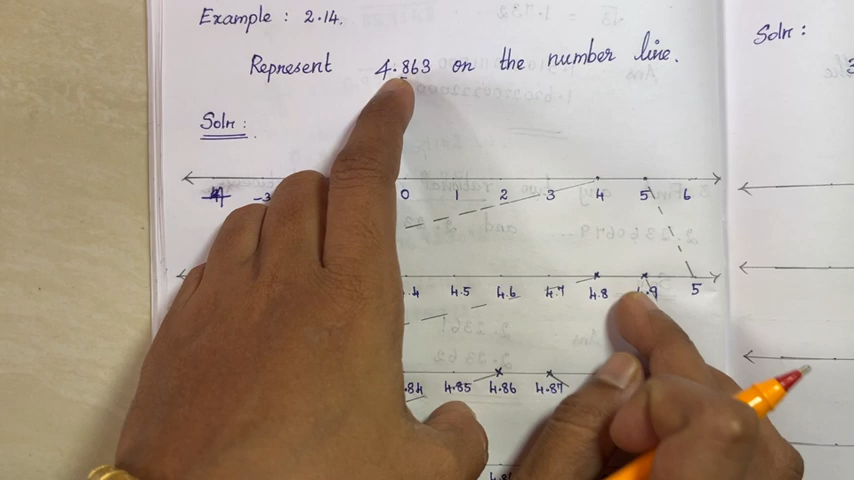 Example : 2.14.
Soln :
Represent 4.863 on the number line.
Soln :
-3 0 1 2 3 4 5 6
4.5 4.6 4.7 4.8 4.9 5
4.85 4.86 4.87